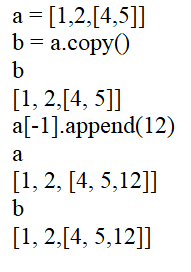 a = [1,2,[4,5]]
b = a.copy()
b
[1, 2,[4, 5]]
a[-1].append(12)
a
[1, 2, [4, 5,12]]
b
[1, 2,[4, 5,12]]